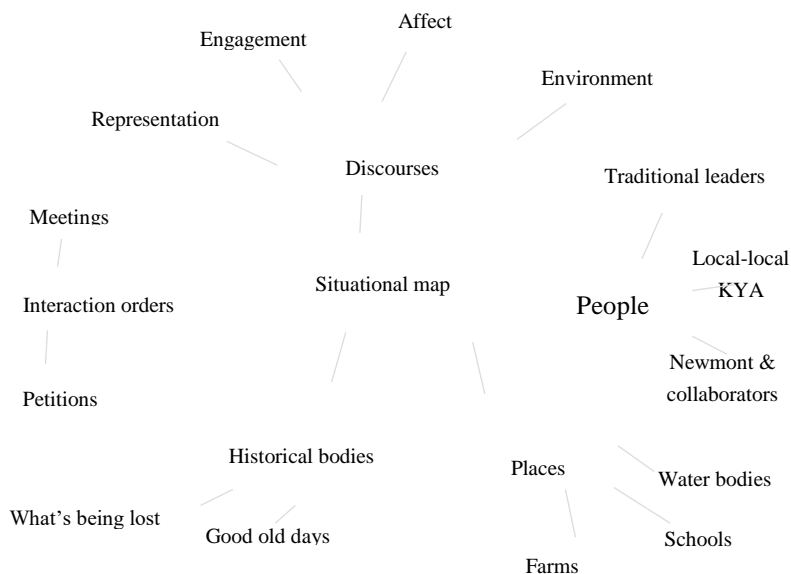 Affect
Engagement
Environment
Representation
Discourses
Traditional leaders
Meetings
Local-local
KYA
Situational map
Interaction orders
People
Newmont &
collaborators
Petitions
Historical bodies
Places
Water bodies
What’s being lost
Good old days
Schools
Farms